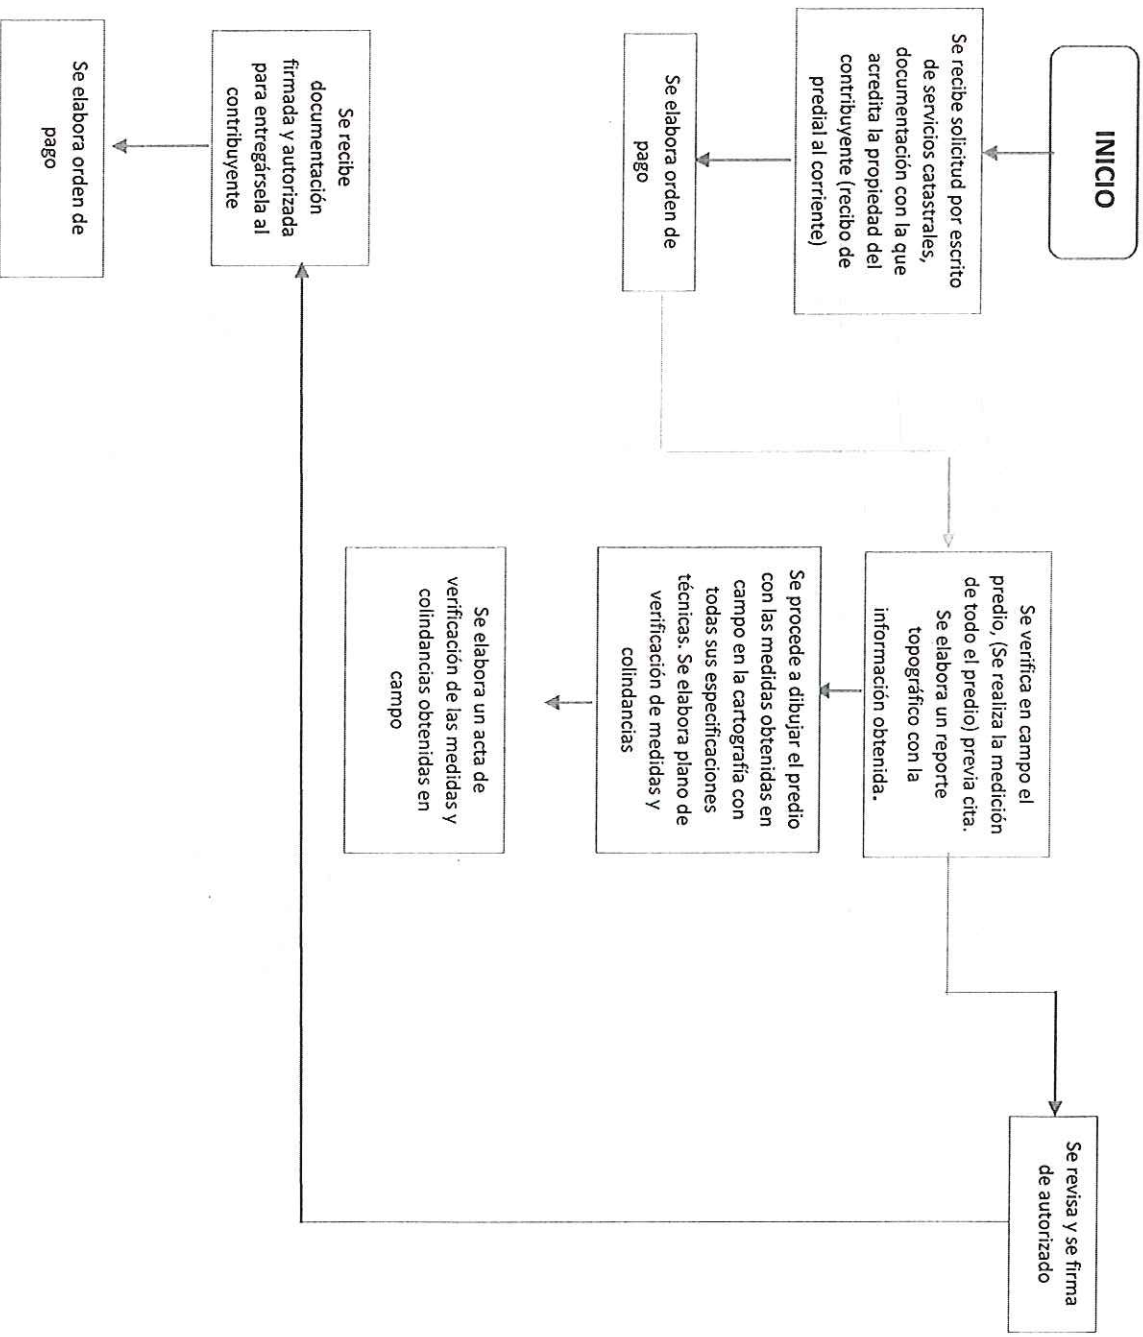 INICIO
Se recibe solicitud por escrito
de servicios catastrales,
documentación con la que
acredita la propiedad del
contribuyente (recibo de
predial al corriente)
Se elabora orden de
pago
Se verifica en campo el
predio, (Se realiza la medición
de todo el predio) previa cita.
Se elabora un reporte
topográfico con la
información obtenida.
Se procede a dibujar el predio
con las medidas obtenidas en
campo en la cartografía con
todas sus especificaciones
técnicas. Se elabora plano de
verificación de medidas y
colindancias
Se elabora un acta de
verificación de las medidas y
colindancias obtenidas en
campo
Se revisa y se firma
de autorizado
Se recibe
documentación
firmada y autorizada
para entregársela al
contribuyente
Se elabora orden de
pago